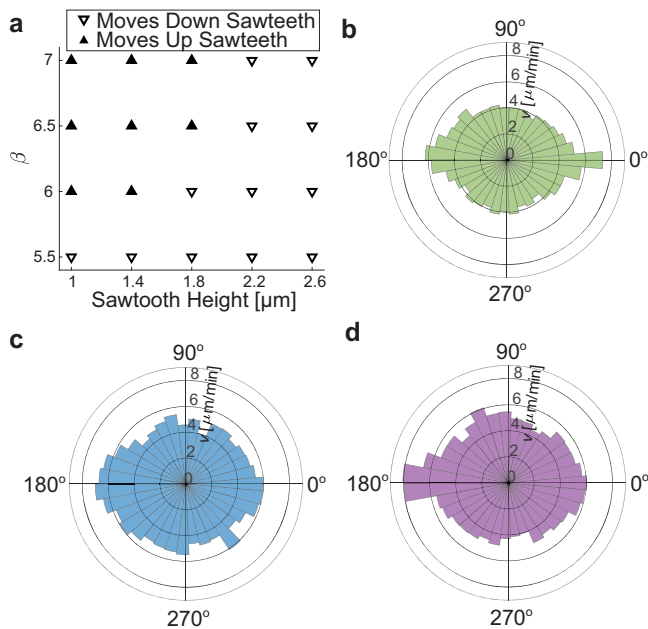 a
▽ Moves Down Sawteeth
▲ Moves Up Sawteeth
7
6.5
6
5.5
β
1 1.4 1.8 2.2 2.6
Sawtooth Height [µm]
b
90°
8
6
4
2
0
v [µm/min]
180°
0°
270°
c
90°
8
6
4
2
0
v [µm/min]
180°
0°
270°
d
90°
8
6
4
2
0
v [µm/min]
180°
0°
270°